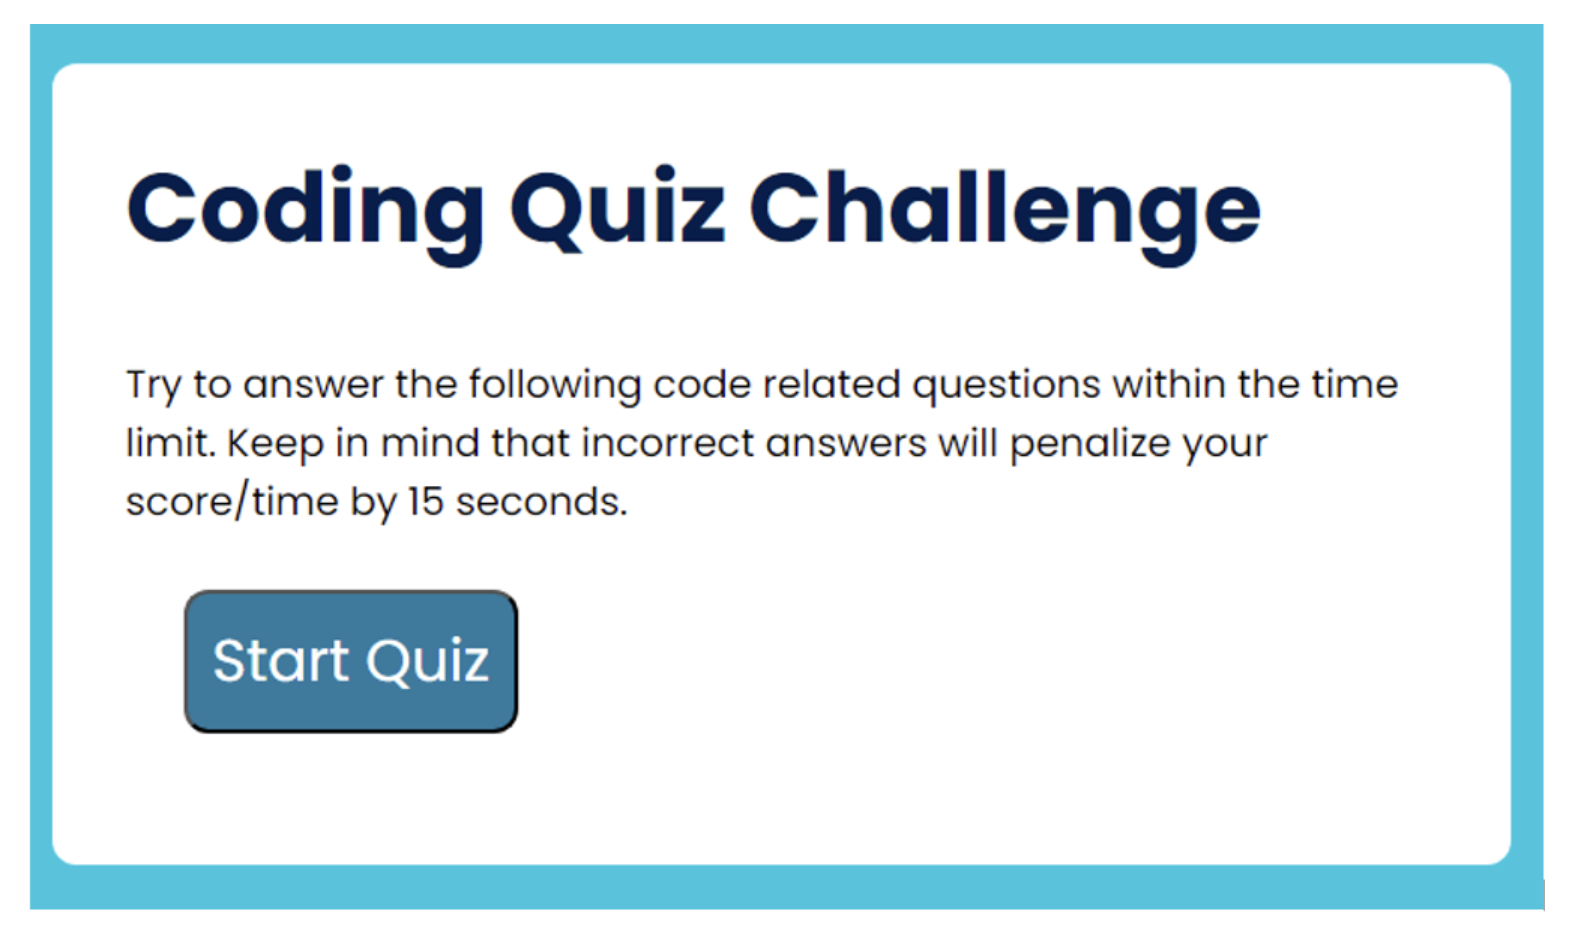 Coding Quiz Challenge
Try to answer the following code related questions within the time
limit. Keep in mind that incorrect answers will penalize your
score/time by 15 seconds.
Start Quiz